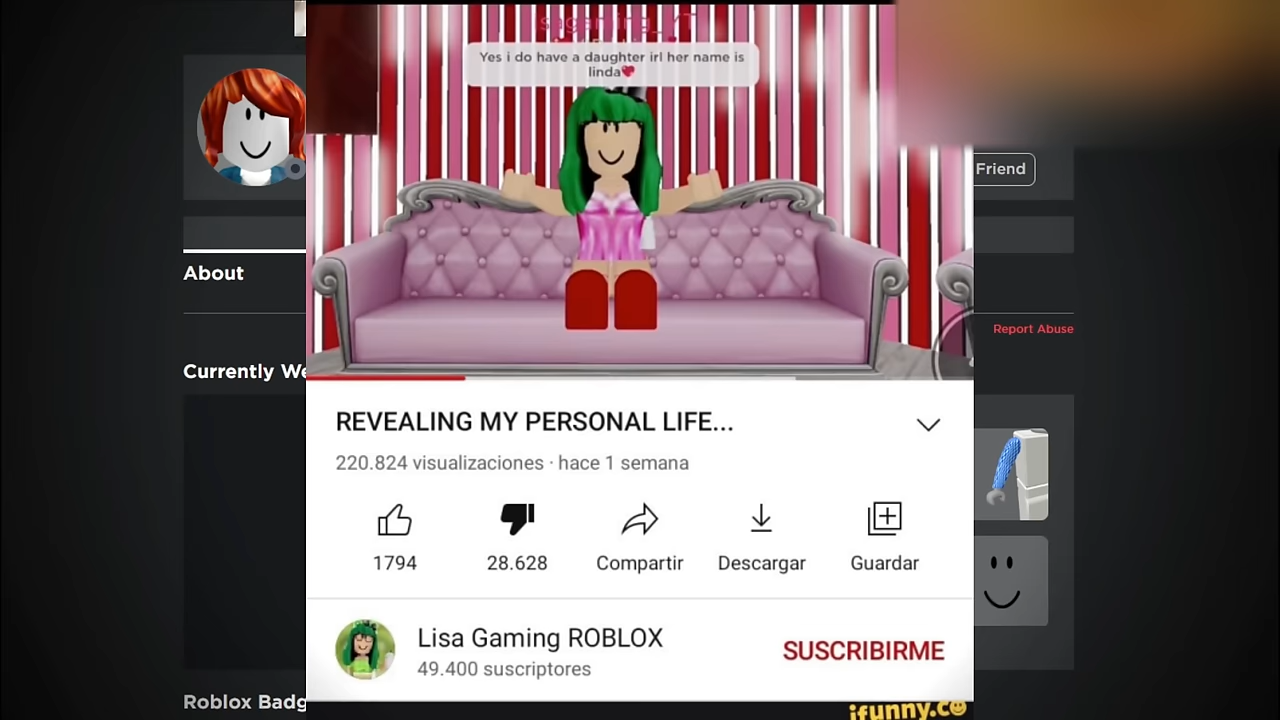 Yes i do have a daughter irl her name is
linda💘
Friend
About
Report Abuse
Currently We
REVEALING MY PERSONAL LIFE...
220.824 visualizaciones · hace 1 semana
1794
28.628
Compartir
Descargar
Guardar
Lisa Gaming ROBLOX
49.400 suscriptores
SUSCRIBIRME
Roblox Badg
ifunny.co